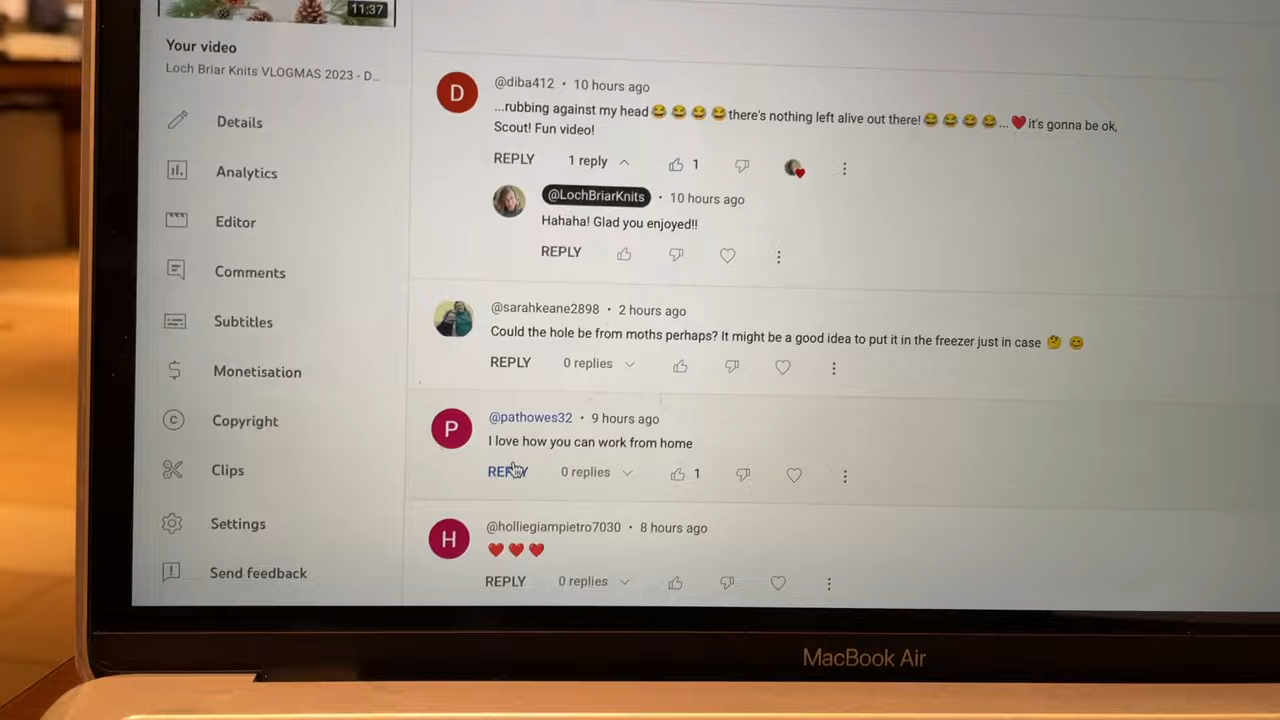 11:37
Your video
Loch Briar Knits VLOGMAS 2023 - D...
Details
Analytics
Editor
Comments
Subtitles
Monetisation
Copyright
Clips
Settings
Send feedback
D
@diba412 • 10 hours ago
...rubbing against my head😂😂😂😂there's nothing left alive out there!😂😂😂😂...❤️it's gonna be ok,
Scout! Fun video!
REPLY 1 reply 1
@LochBriarKnits • 10 hours ago
Hahaha! Glad you enjoyed!!
REPLY
@sarahkeane2898 • 2 hours ago
Could the hole be from moths perhaps? It might be a good idea to put it in the freezer just in case 🤔 😊
REPLY 0 replies
P
@pathowes32 • 9 hours ago
I love how you can work from home
REPLY 0 replies 1
H
@holliegiampietro7030 • 8 hours ago
❤️❤️❤️
REPLY 0 replies
MacBook Air